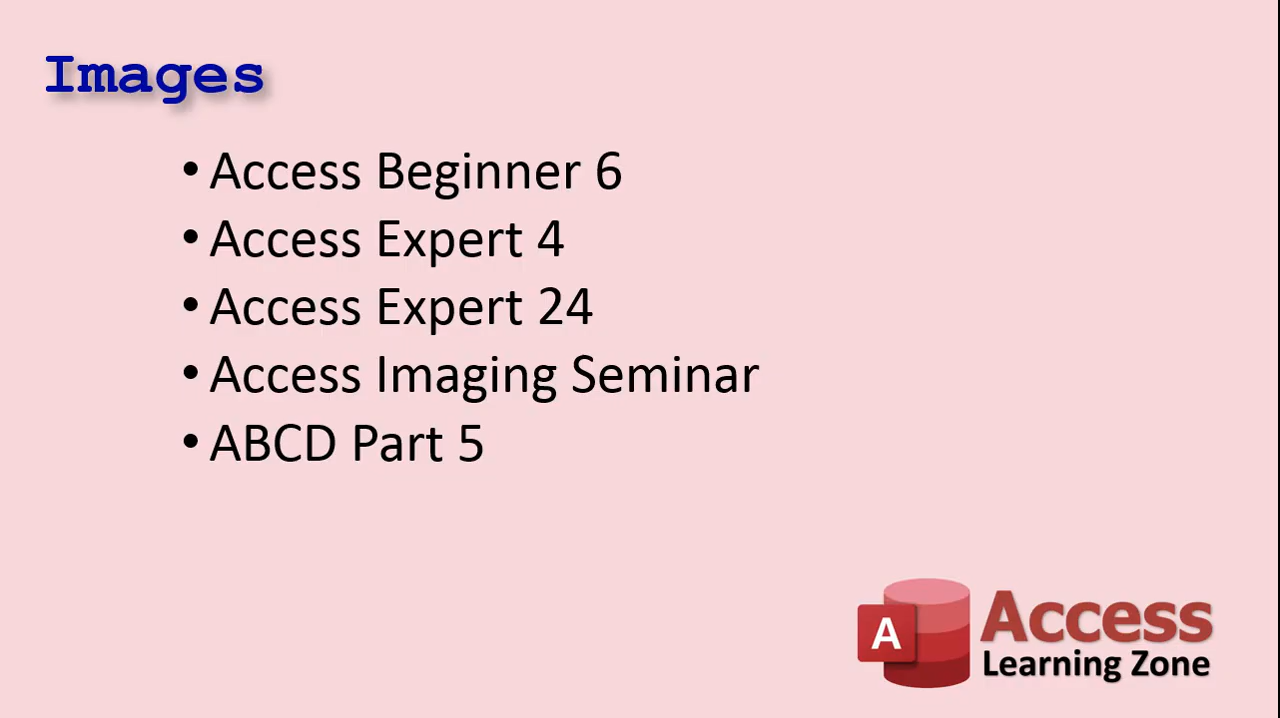 Images
• Access Beginner 6
• Access Expert 4
• Access Expert 24
• Access Imaging Seminar
• ABCD Part 5
A
Access
Learning Zone